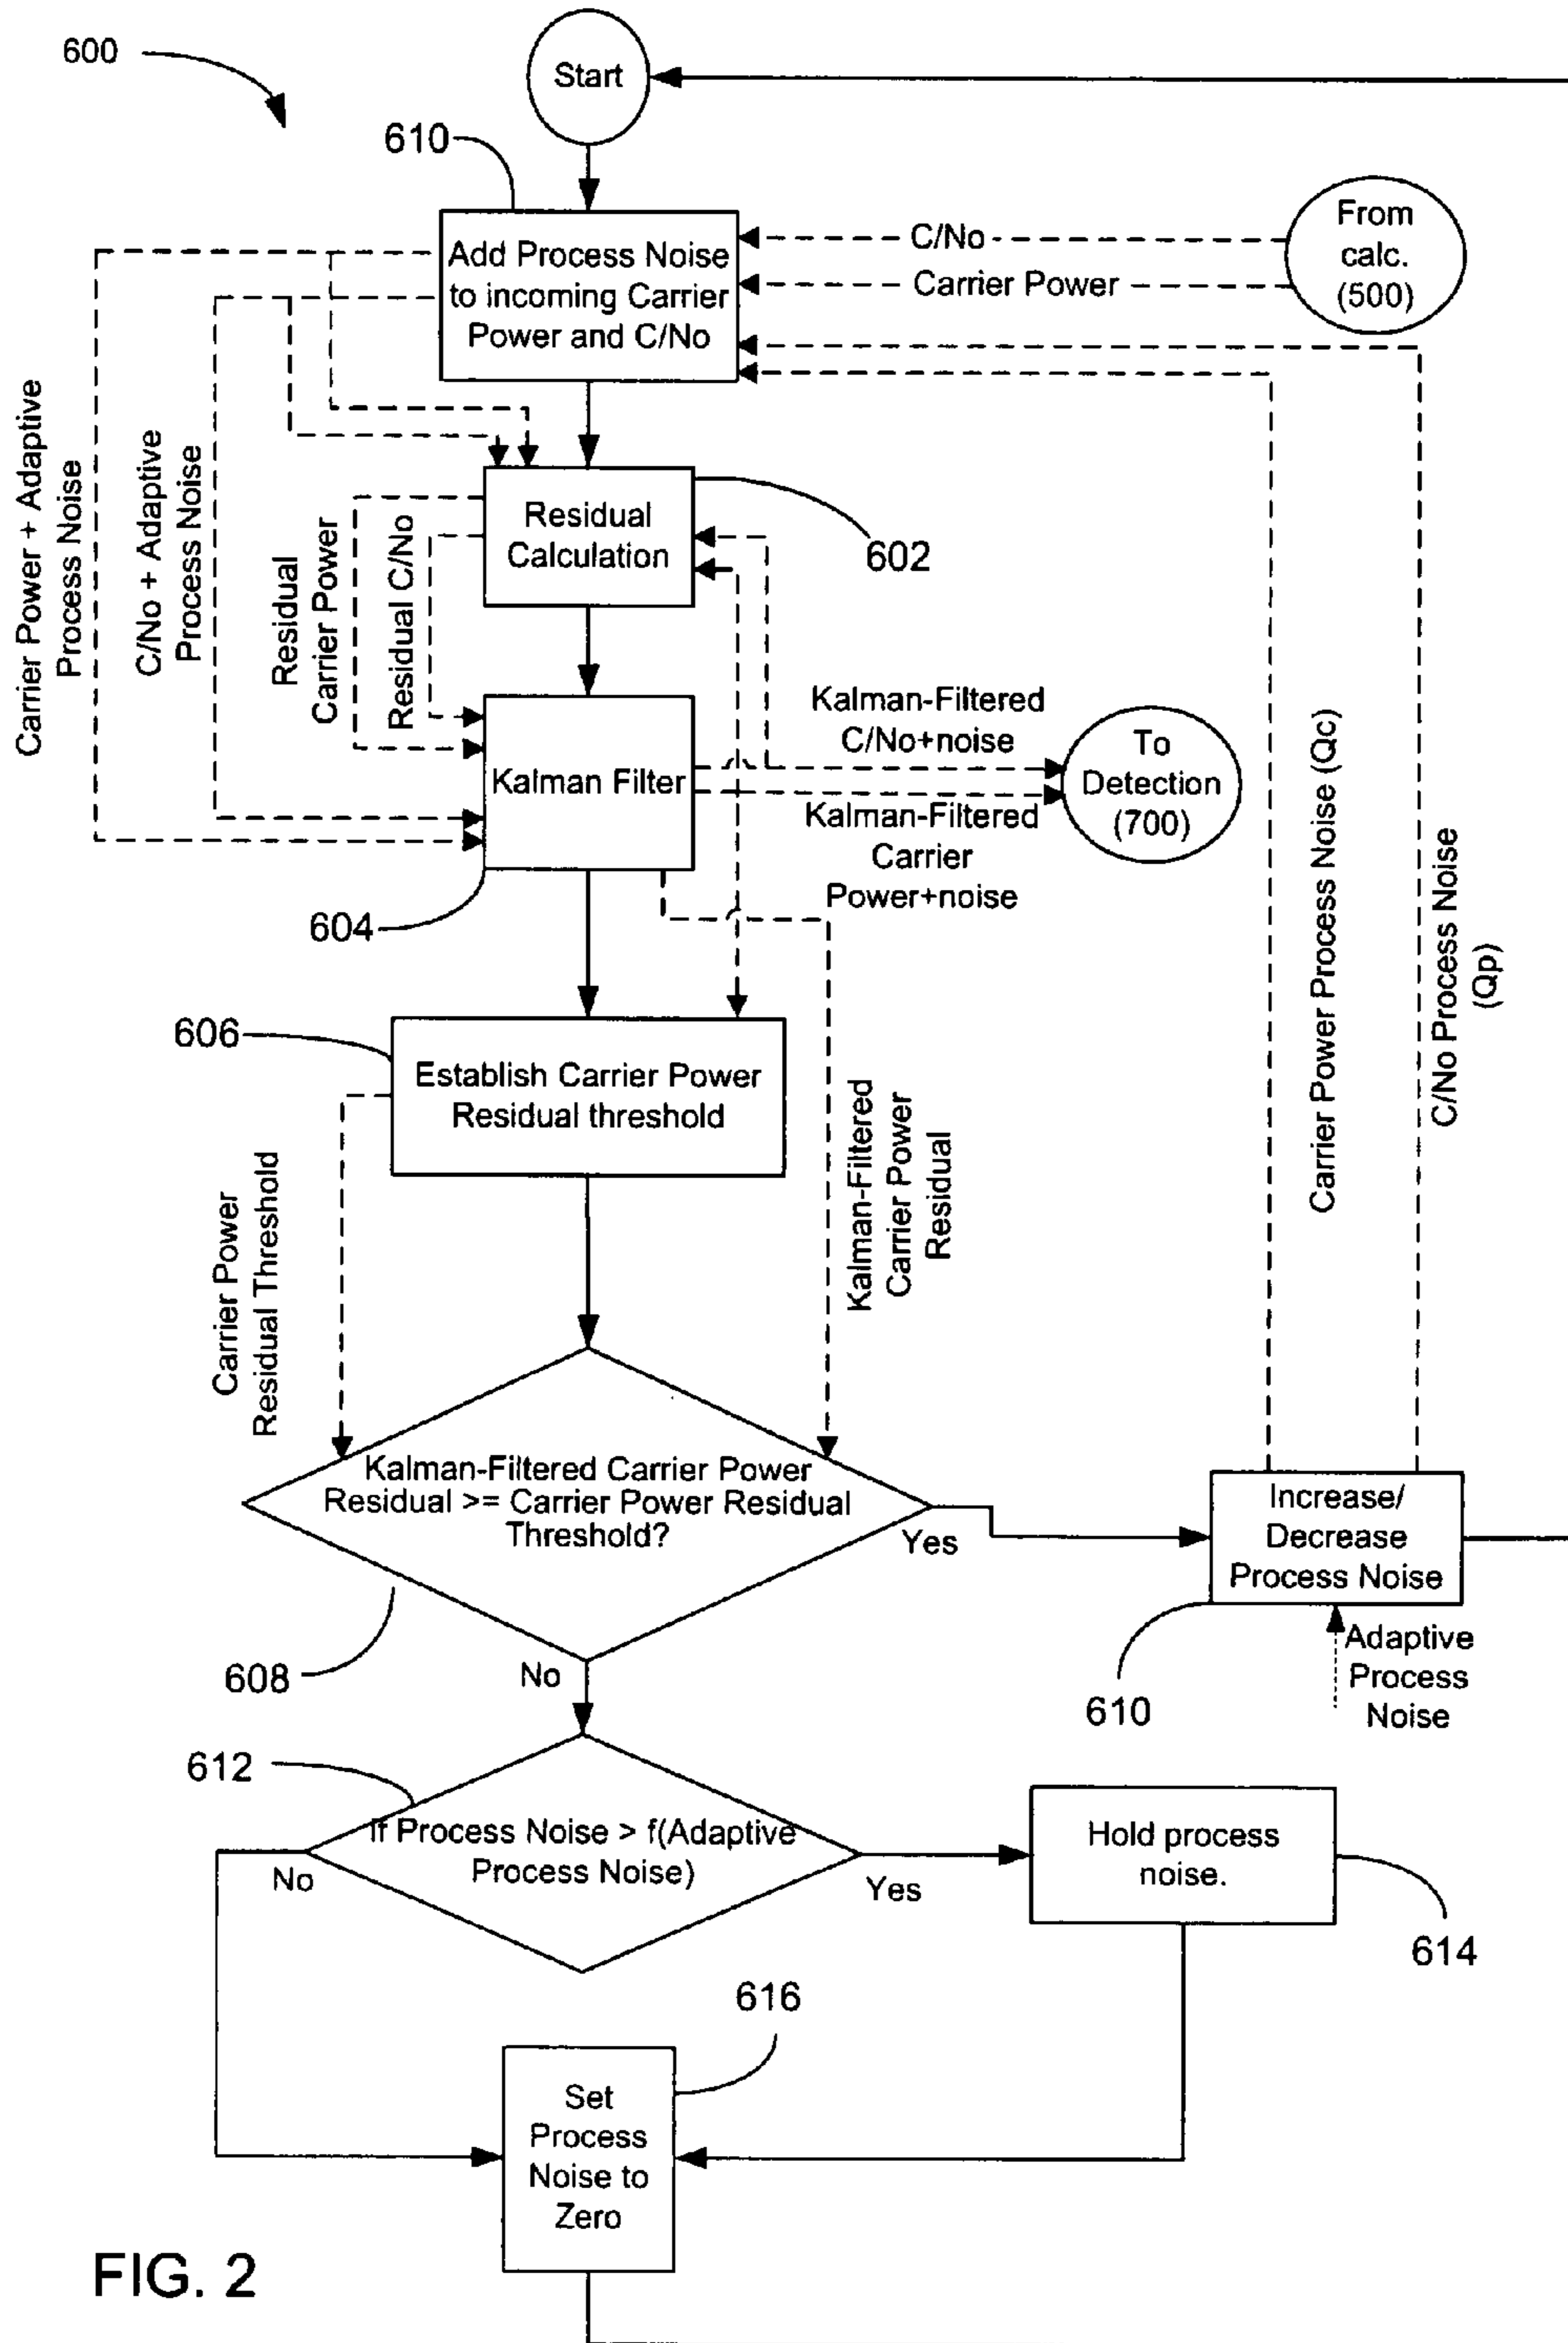 600
Start
610
Add Process Noise
to incoming Carrier
Power and C/No
C/No
Carrier Power
From
calc.
(500)
Carrier Power + Adaptive
Process Noise
C/No + Adaptive
Process Noise
Residual
Carrier Power
Residual C/No
Residual
Calculation
602
Kalman Filter
604
Kalman-Filtered
C/No+noise
Kalman-Filtered
Carrier
Power+noise
To
Detection
(700)
Carrier Power Process Noise (Qc)
C/No Process Noise
(Qp)
606
Establish Carrier Power
Residual threshold
Carrier Power
Residual Threshold
Kalman-Filtered
Carrier Power
Residual
Kalman-Filtered Carrier Power
Residual >= Carrier Power Residual
Threshold?
Yes
No
608
Increase/
Decrease
Process Noise
610
Adaptive
Process
Noise
612
If Process Noise > f(Adaptive
Process Noise)
No
Yes
Hold process
noise.
614
616
Set
Process
Noise to
Zero
FIG. 2